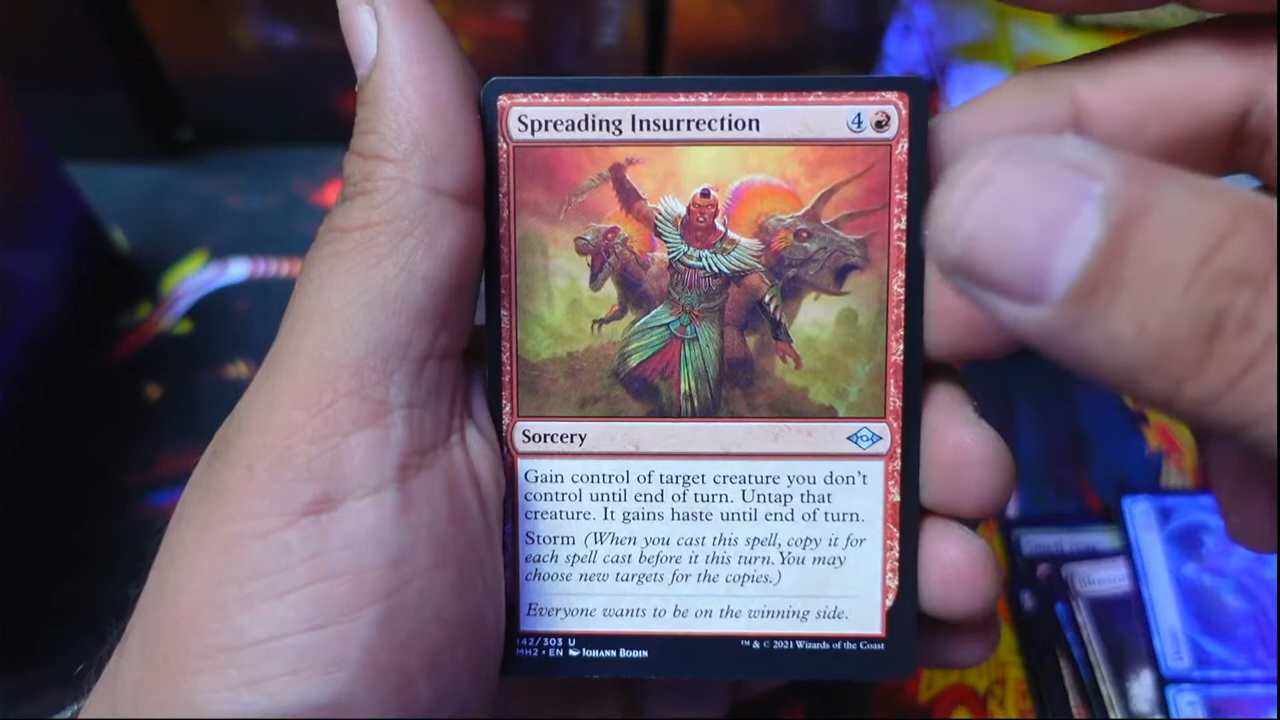 Spreading Insurrection 4
Sorcery
Gain control of target creature you don't
control until end of turn. Untap that
creature. It gains haste until end of turn.
Storm (When you cast this spell, copy it for
each spell cast before it this turn. You may
choose new targets for the copies.)
Everyone wants to be on the winning side.
142/303 U
MH2 • EN Johann Bodin
™ & © 2021 Wizards of the Coast